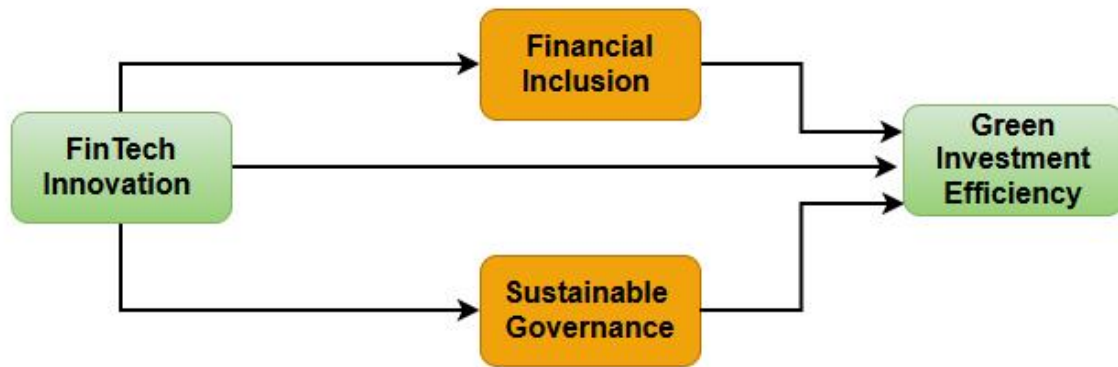 Financial
Inclusion
FinTech
Innovation
Green
Investment
Efficiency
Sustainable
Governance